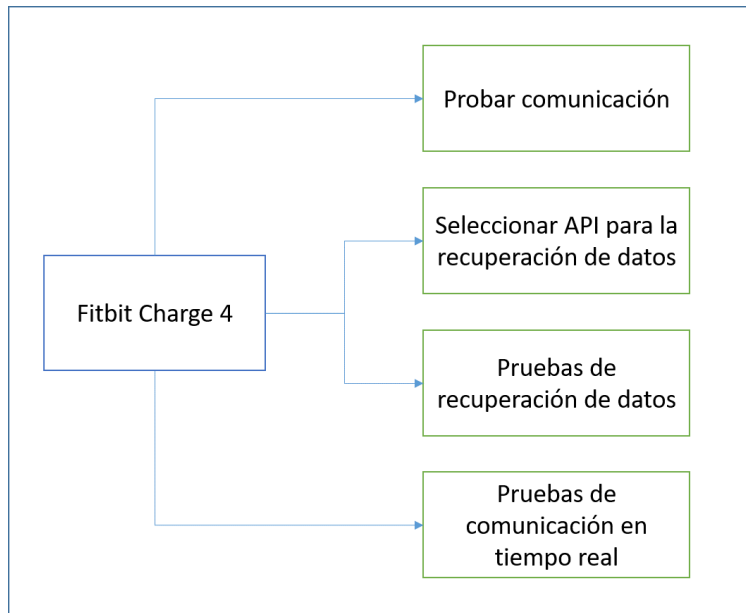 Probar comunicación
Seleccionar API para la
recuperación de datos
Fitbit Charge 4
Pruebas de
recuperación de datos
Pruebas de
comunicación en
tiempo real